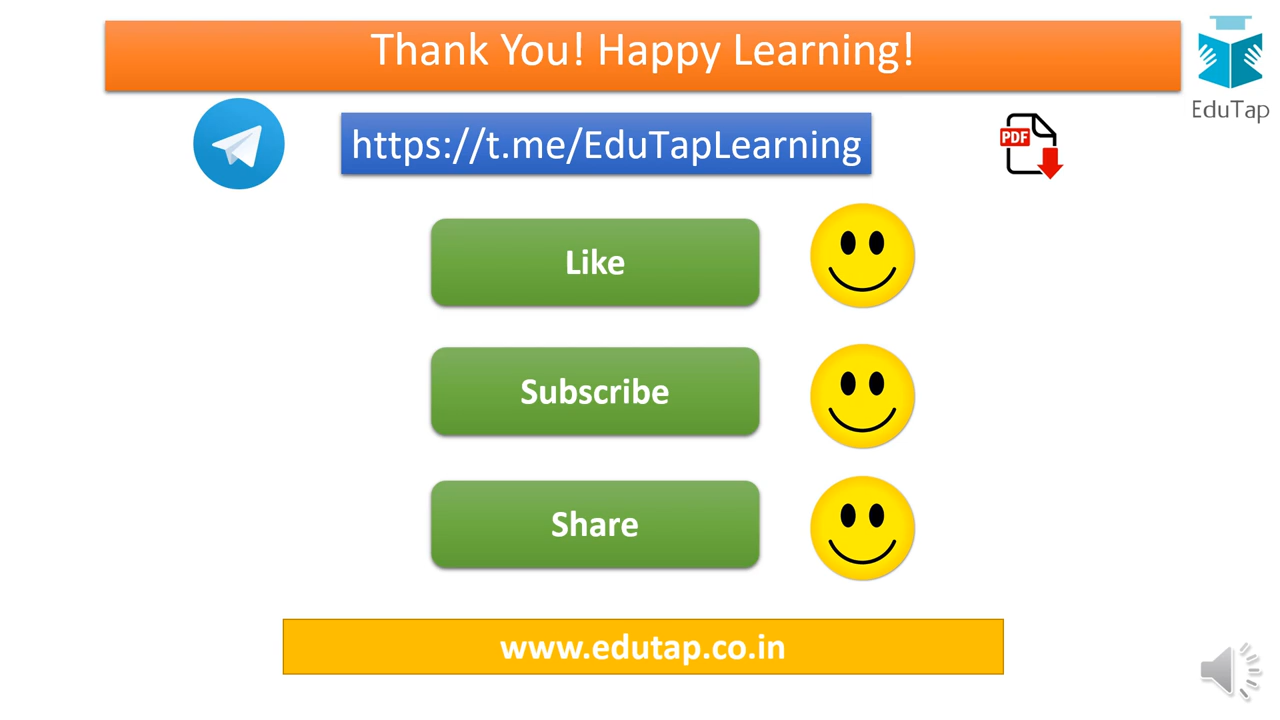 Thank You! Happy Learning!
EduTap
https://t.me/EduTapLearning
PDF
Like
Subscribe
Share
www.edutap.co.in